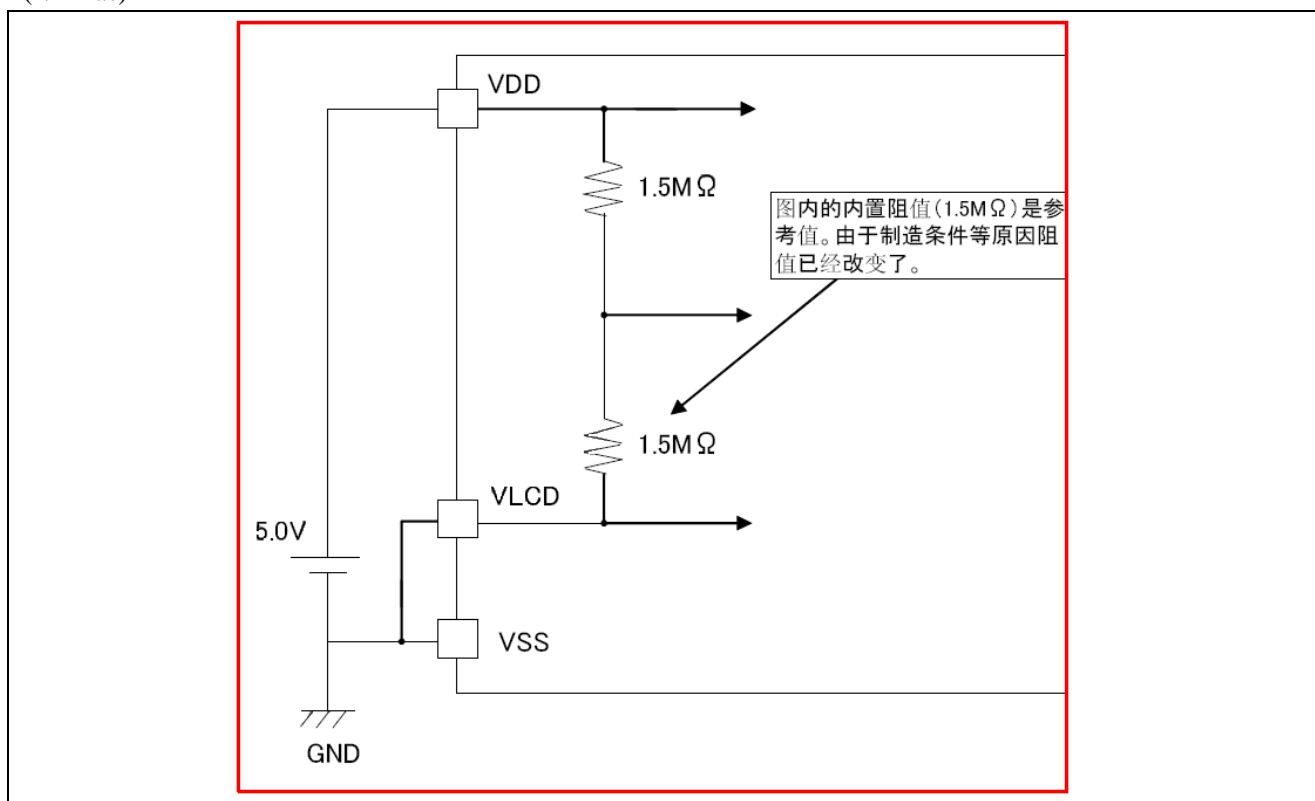 VDD
1.5MΩ
图内的内置阻值(1.5MΩ)是参
考值。由于制造条件等原因阻
值已经改变了。
1.5MΩ
VLCD
5.0V
VSS
GND